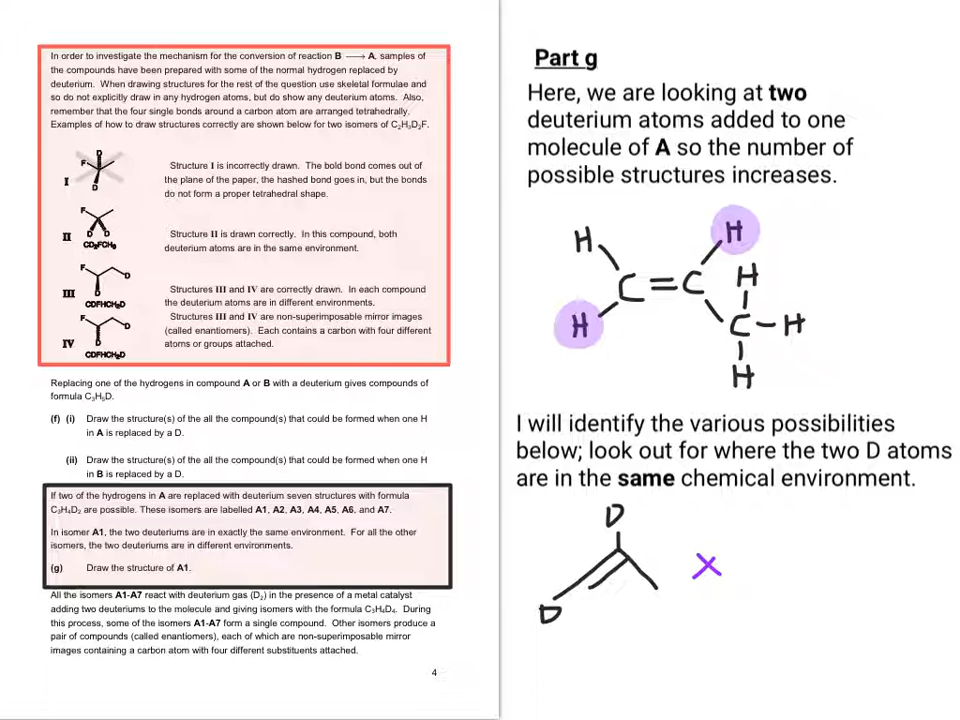 In order to investigate the mechanism for the conversion of reaction B ⟶ A, samples of
the compounds have been prepared with some of the normal hydrogen replaced by
deuterium. When drawing structures for the rest of the question use skeletal formulae and
so do not explicitly draw in any hydrogen atoms, but do show any deuterium atoms. Also,
remember that the four single bonds around a carbon atom are arranged tetrahedrally.
Examples of how to draw structures correctly are shown below for two isomers of C₂H₃D₂F.
D
F
D
I
Structure I is incorrectly drawn. The bold bond comes out of
the plane of the paper, the hashed bond goes in, but the bonds
do not form a proper tetrahedral shape.
F
D D
II
CD₂FCH₃
Structure II is drawn correctly. In this compound, both
deuterium atoms are in the same environment.
F
D
D
III
CDFHCH₂D
Structures III and IV are correctly drawn. In each compound
the deuterium atoms are in different environments.
F
D
D
IV
CDFHCH₂D
Structures III and IV are non-superimposable mirror images
(called enantiomers). Each contains a carbon with four different
atoms or groups attached.
Replacing one of the hydrogens in compound A or B with a deuterium gives compounds of
formula C₃H₅D.
(f) (i) Draw the structure(s) of the all the compound(s) that could be formed when one H
in A is replaced by a D.
(ii) Draw the structure(s) of the all the compound(s) that could be formed when one H
in B is replaced by a D.
If two of the hydrogens in A are replaced with deuterium seven structures with formula
C₃H₄D₂ are possible. These isomers are labelled A1, A2, A3, A4, A5, A6, and A7.
In isomer A1, the two deuteriums are in exactly the same environment. For all the other
isomers, the two deuteriums are in different environments.
(g) Draw the structure of A1.
All the isomers A1-A7 react with deuterium gas (D₂) in the presence of a metal catalyst
adding two deuteriums to the molecule and giving isomers with the formula C₃H₄D₄. During
this process, some of the isomers A1-A7 form a single compound. Other isomers produce a
pair of compounds (called enantiomers), each of which are non-superimposable mirror
images containing a carbon atom with four different substituents attached.
4
Part g
Here, we are looking at two
deuterium atoms added to one
molecule of A so the number of
possible structures increases.
H
H
C=C
H
H
C-H
H
I will identify the various possibilities
below; look out for where the two D atoms
are in the same chemical environment.
D
D
X